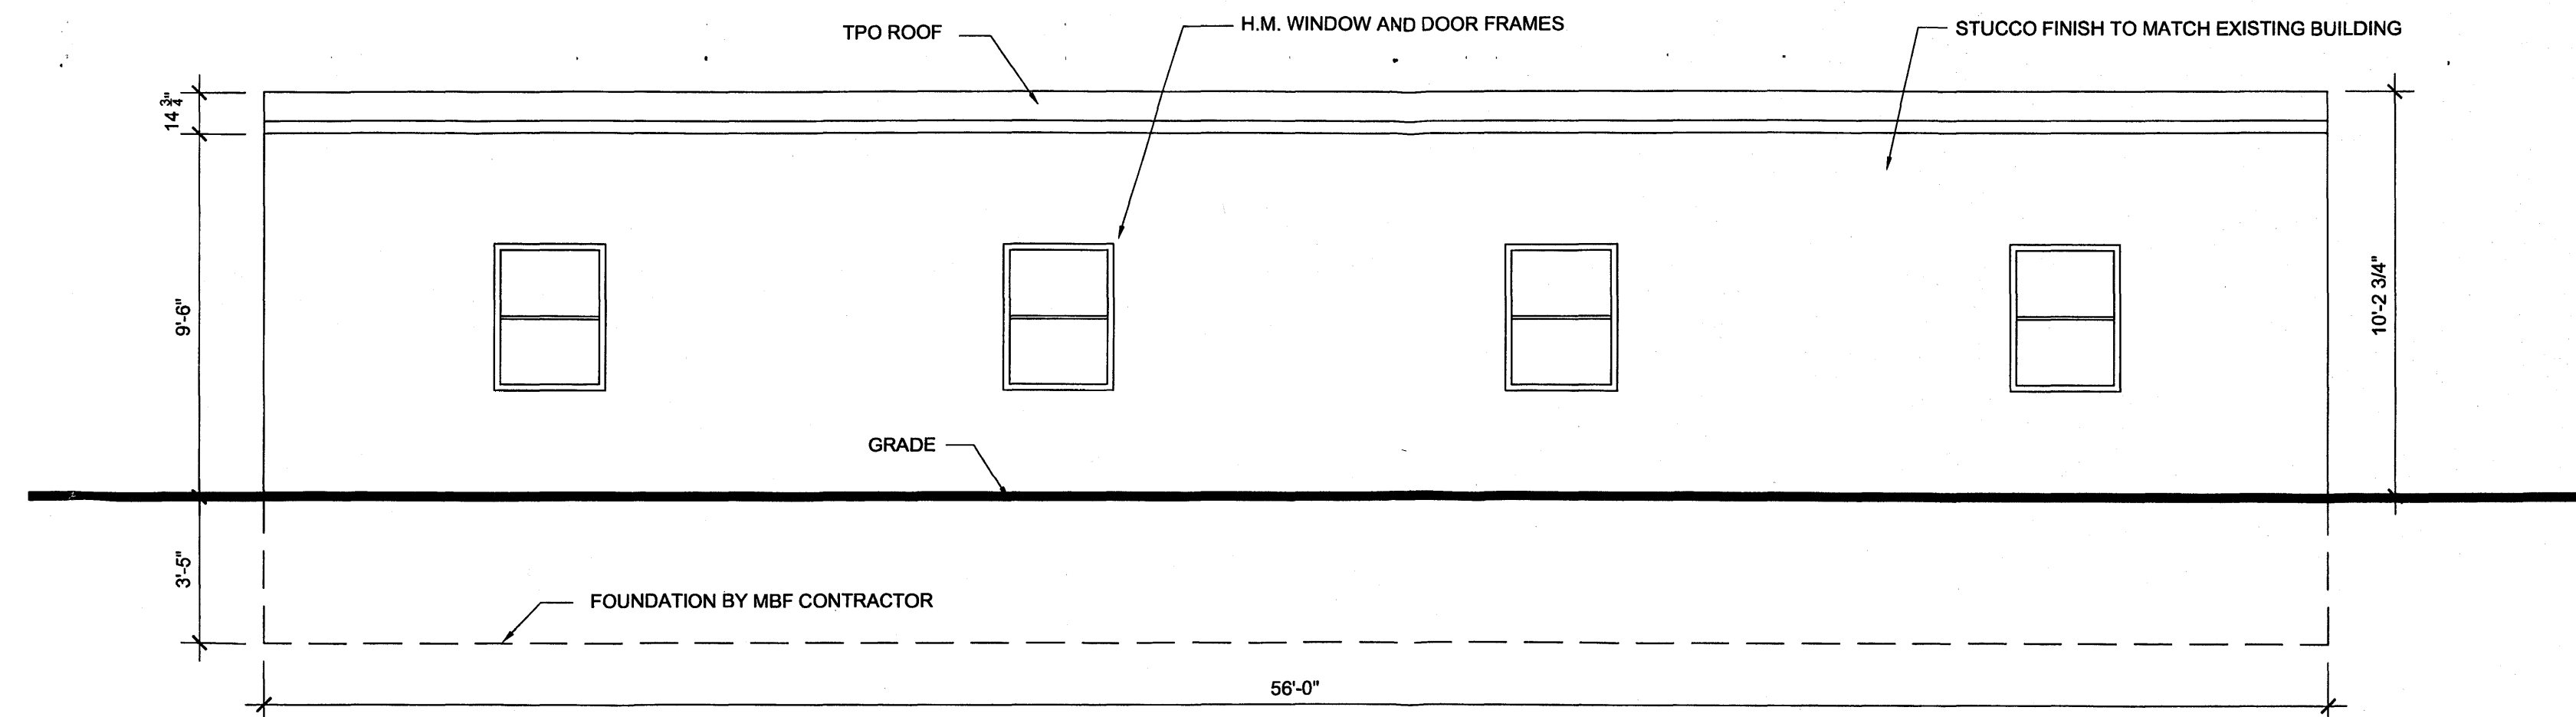 TPO ROOF
H.M. WINDOW AND DOOR FRAMES
STUCCO FINISH TO MATCH EXISTING BUILDING
14 3/4"
9'-6"
10'-2 3/4"
GRADE
3'-5"
FOUNDATION BY MBF CONTRACTOR
56'-0"